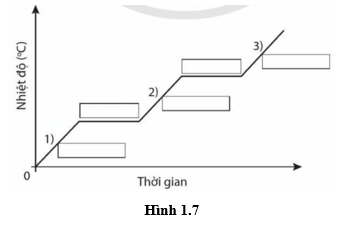 Nhiệt độ (°C)
3)
2)
1)
0
Thời gian
Hình 1.7